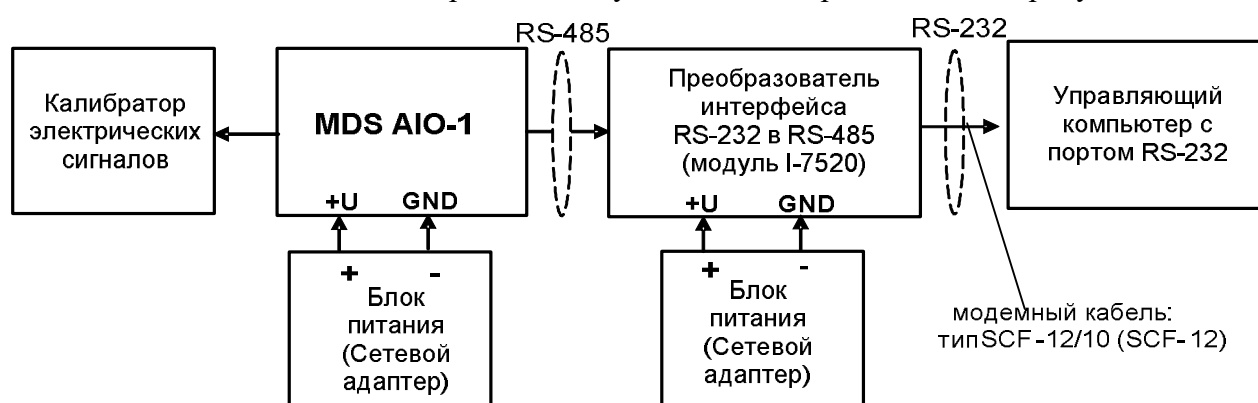 RS-485
RS-232
Калибратор
электрических
сигналов
MDS AIO-1
+U GND
Преобразователь
интерфейса
RS-232 в RS-485
(модуль I-7520)
+U GND
Управляющий
компьютер с
портом RS-232
+ -
Блок
питания
(Сетевой
адаптер)
+ -
Блок
питания
(Сетевой
адаптер)
модемный кабель:
тип SCF-12/10 (SCF-12)